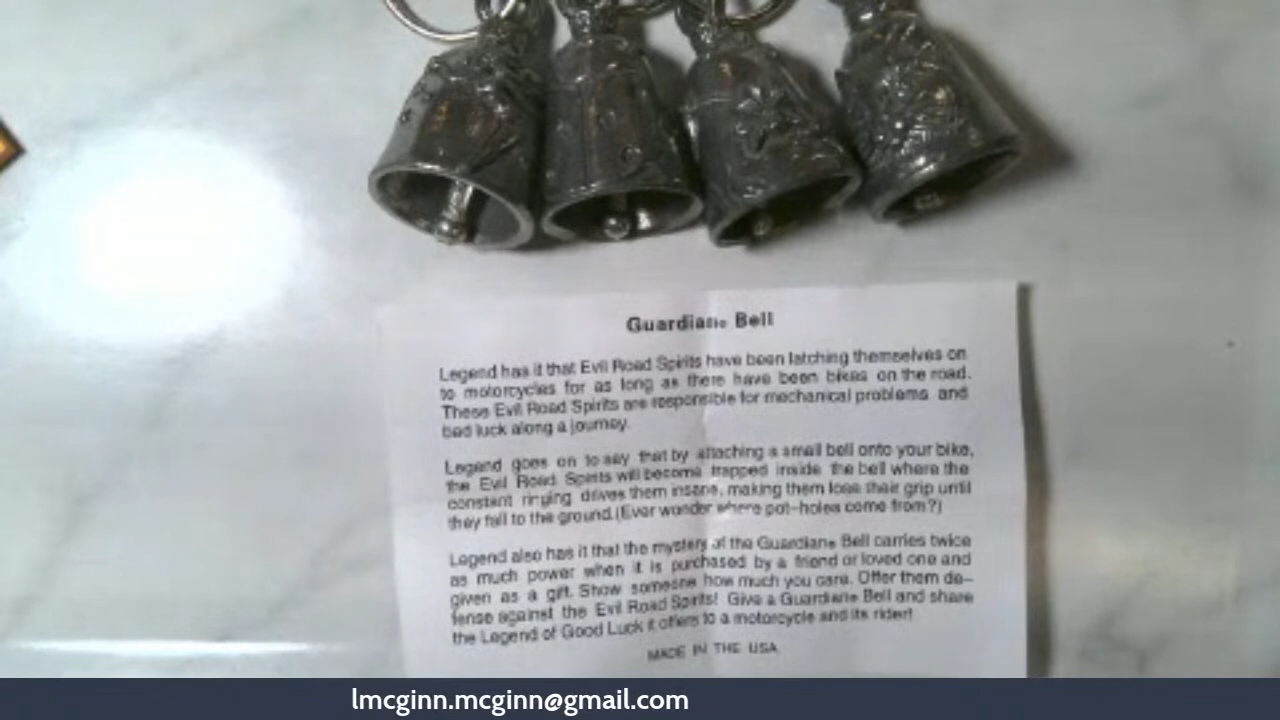 Guardian® Bell
Legend has it that Evil Road Spirits have been latching themselves on
to motorcycles for as long as there have been bikes on the road.
These Evil Road Spirits are responsible for mechanical problems and
bad luck along a journey.
Legend goes on to say that by attaching a small bell onto your bike,
the Evil Road Spirits will become trapped inside the bell where the
constant ringing drives them insane, making them lose their grip until
they fall to the ground.(Ever wonder where pot-holes come from?)
Legend also has it that the mystery of the Guardian® Bell carries twice
as much power when it is purchased by a friend or loved one and
given as a gift. Show someone how much you care. Offer them de-
fense against the Evil Road Spirits! Give a Guardian® Bell and share
the Legend of Good Luck it offers to a motorcycle and its rider!
MADE IN THE USA
lmcginn.mcginn@gmail.com